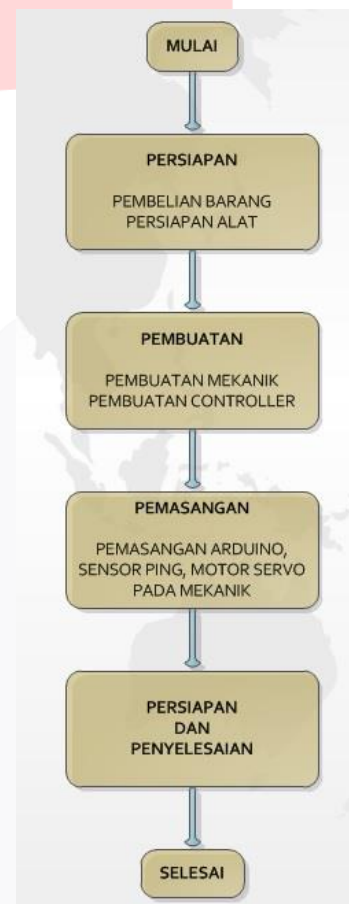 MULAI
PERSIAPAN
PEMBELIAN BARANG
PERSIAPAN ALAT
PEMBUATAN
PEMBUATAN MEKANIK
PEMBUATAN CONTROLLER
PEMASANGAN
PEMASANGAN ARDUINO,
SENSOR PING, MOTOR SERVO
PADA MEKANIK
PERSIAPAN
DAN
PENYELESAIAN
SELESAI